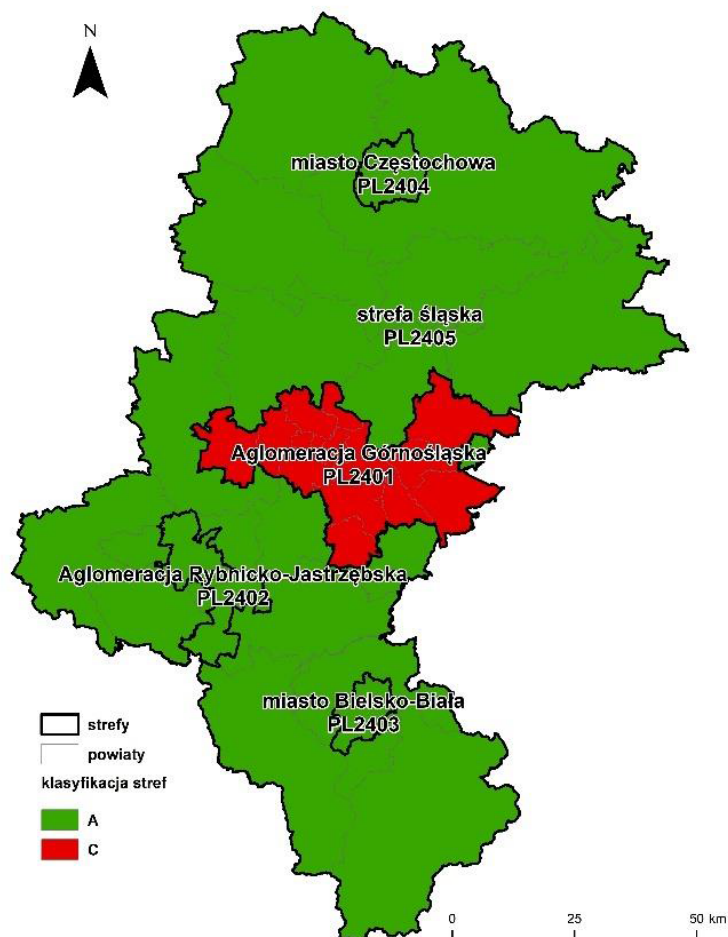 N
miasto Częstochowa
PL2404
strefa śląska
PL2405
Aglomeracja Górnośląska
PL2401
Aglomeracja Rybnicko-Jastrzębska
PL2402
miasto Bielsko-Biała
PL2403
strefy
powiaty
klasyfikacja stref
A
C
0 25 50 km